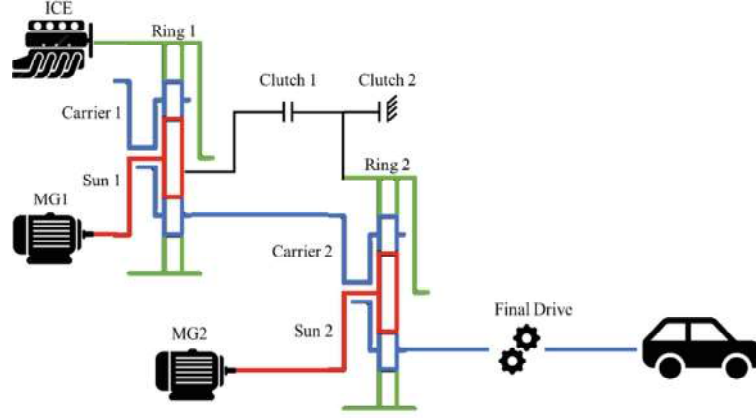 ICE
Ring 1
Clutch 1
Clutch 2
Carrier 1
Ring 2
Sun 1
MG1
Carrier 2
Final Drive
Sun 2
MG2